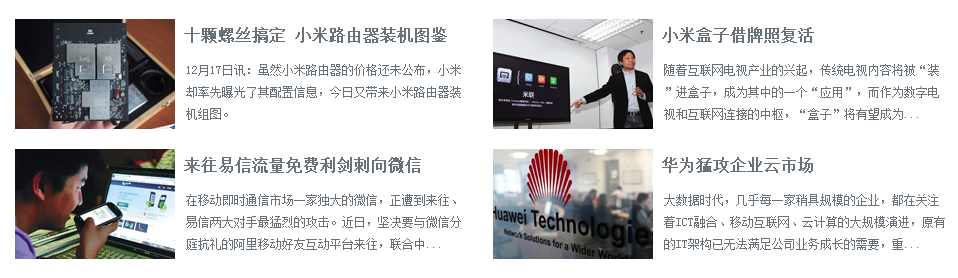 十颗螺丝搞定 小米路由器装机图鉴
12月17日讯：虽然小米路由器的价格还未公布，小米
却率先曝光了其配置信息，今日又带来小米路由器装
机组图。
小米盒子借牌照复活
随着互联网电视产业的兴起，传统电视内容将被“装
”进盒子，成为其中的一个“应用”，而作为数字电
视和互联网连接的中枢，“盒子”将有望成为...
米联
来往易信流量免费利剑刺向微信
在移动即时通信市场一家独大的微信，正遭到来往、
易信两大对手最猛烈的攻击。近日，坚决要与微信分
庭抗礼的阿里移动好友互动平台来往，联合中...
华为猛攻企业云市场
大数据时代，几乎每一家稍具规模的企业，都在关注
着ICT融合、移动互联网、云计算的大规模演进，原有
的IT架构已无法满足公司业务成长的需要，重...
Huawei Technologie
Network Solutions for a Wider Wor